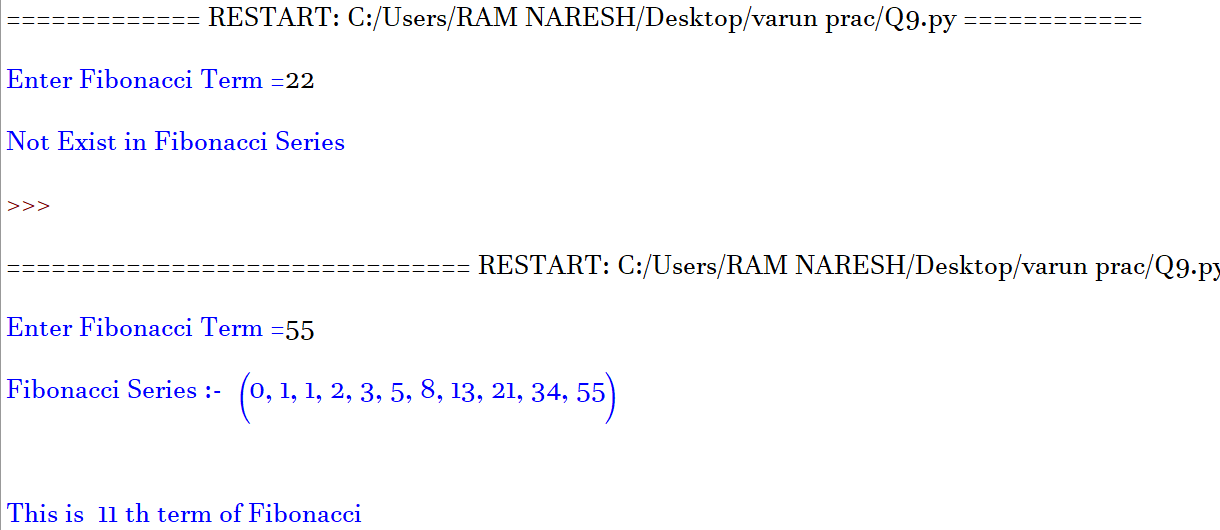 ============= RESTART: C:/Users/RAM NARESH/Desktop/varun prac/Q9.py ============
Enter Fibonacci Term =22
Not Exist in Fibonacci Series
>>>
=============================== RESTART: C:/Users/RAM NARESH/Desktop/varun prac/Q9.py
Enter Fibonacci Term =55
Fibonacci Series :-  (0, 1, 1, 2, 3, 5, 8, 13, 21, 34, 55)
This is  11 th term of Fibonacci